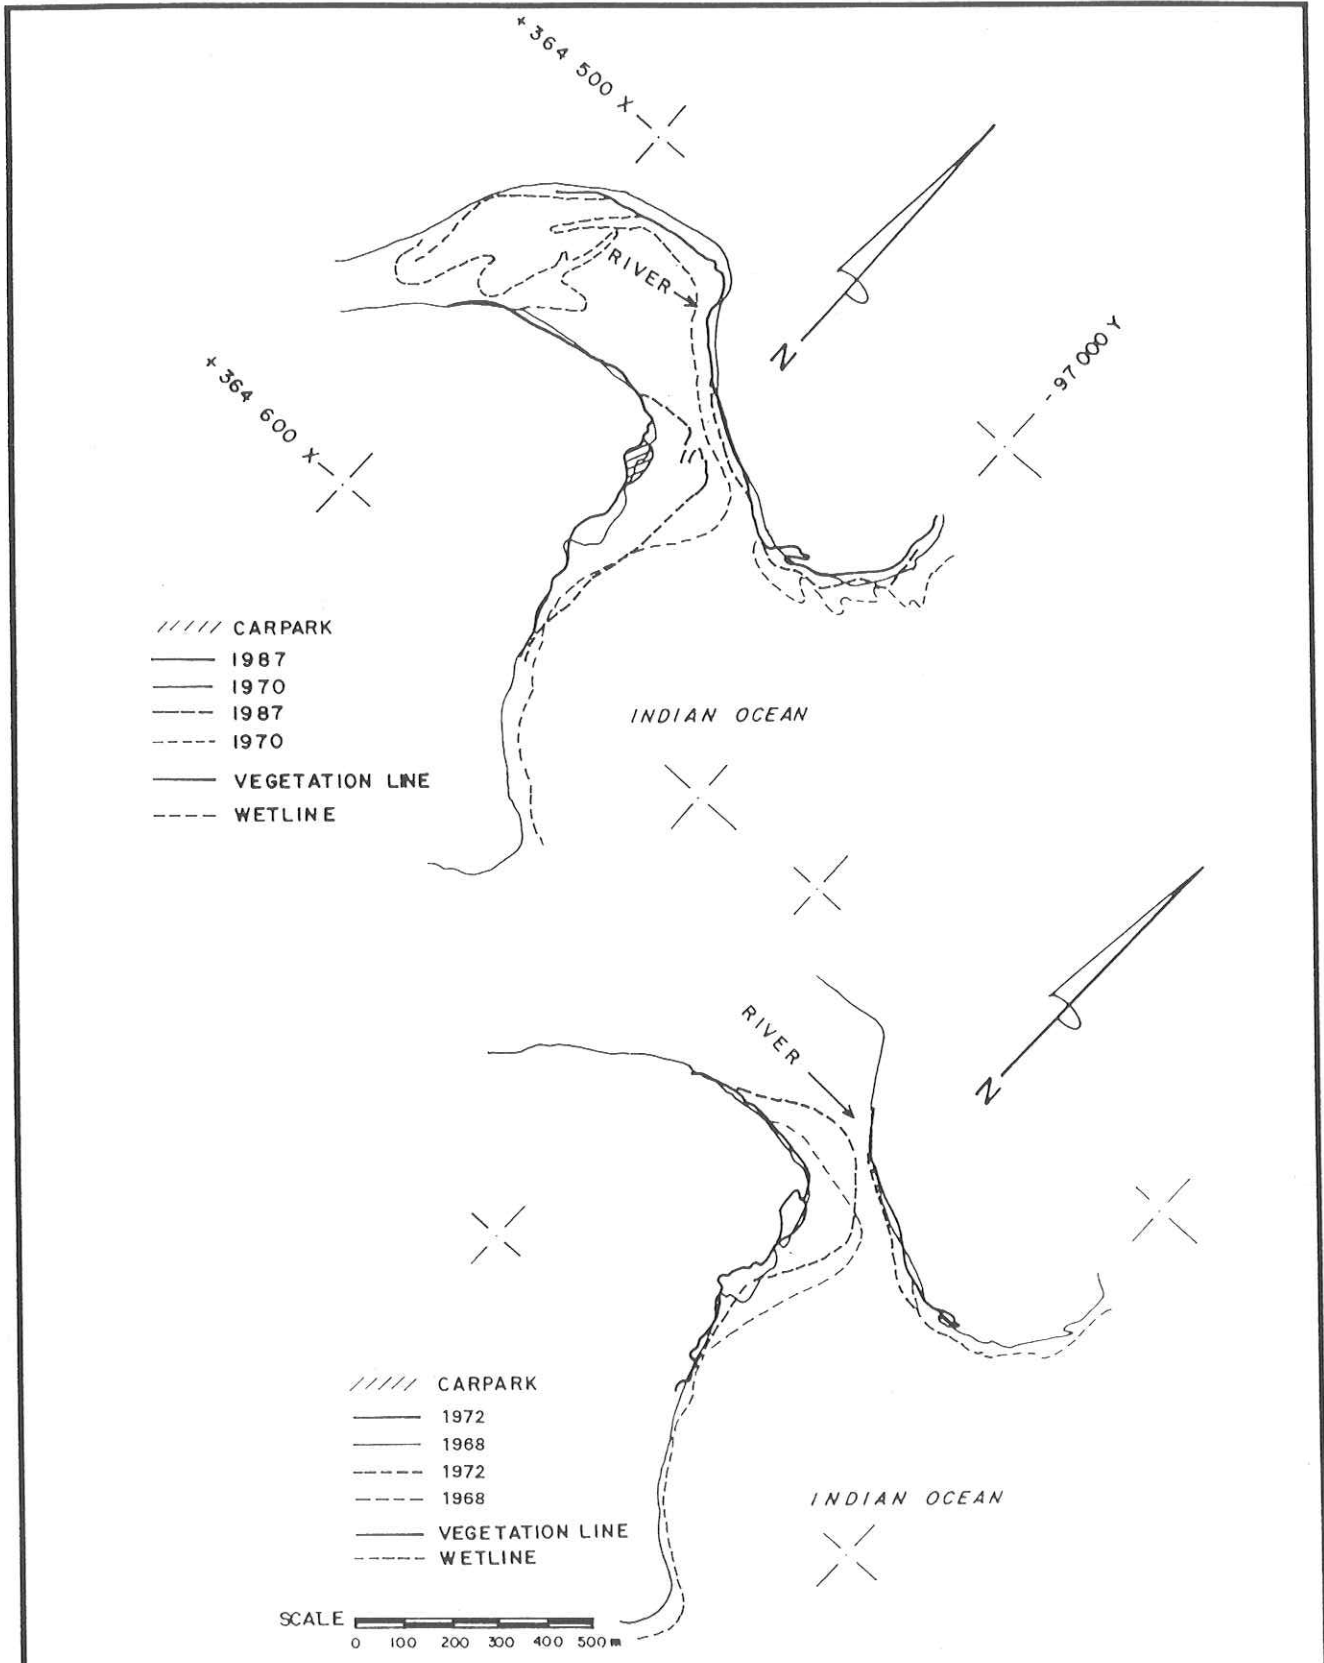 + 364 500 X
RIVER
N
- 97 000 Y
+ 364 600 X
///// CARPARK
1987
1970
1987
1970
VEGETATION LINE
WETLINE
INDIAN OCEAN
RIVER
N
///// CARPARK
1972
1968
1972
1968
VEGETATION LINE
WETLINE
INDIAN OCEAN
SCALE
0 100 200 300 400 500 m